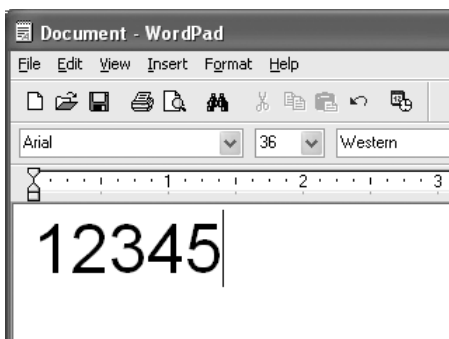 Document - WordPad
File Edit View Insert Format Help
Arial 36 Western
1 2 3
12345